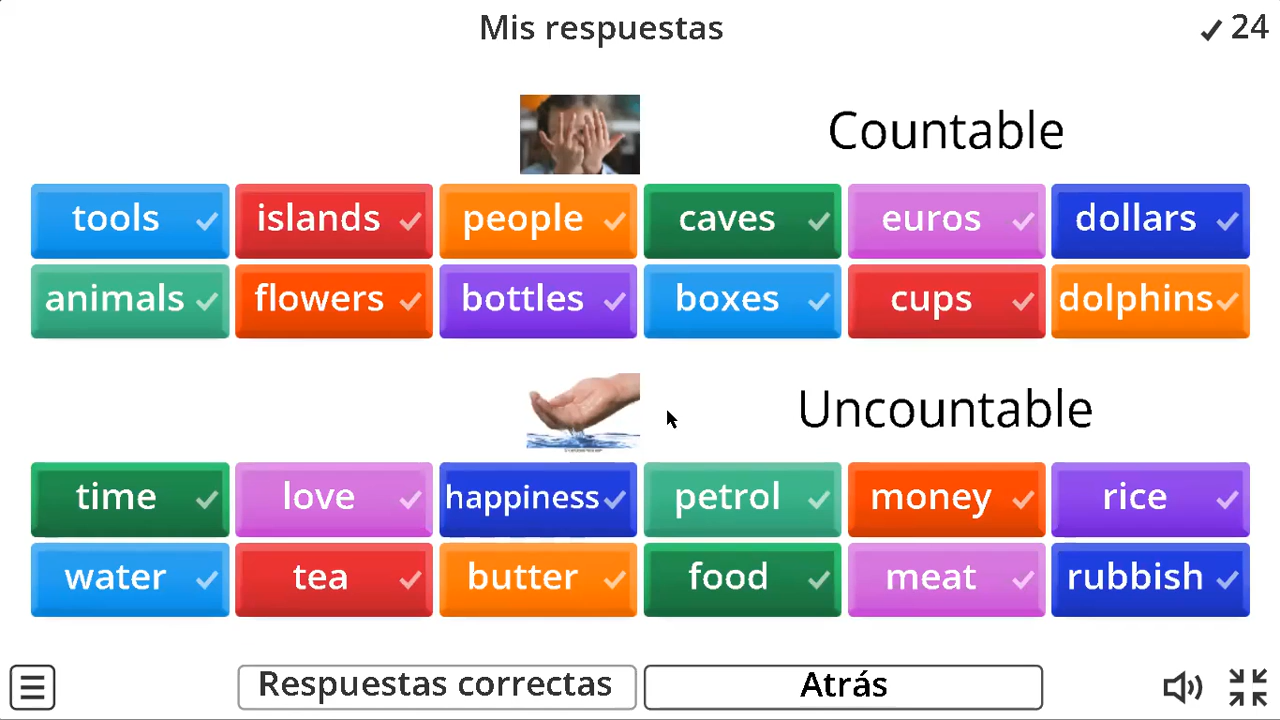 Mis respuestas
24
Countable
tools islands people caves euros dollars
animals flowers bottles boxes cups dolphins
Uncountable
time love happiness petrol money rice
water tea butter food meat rubbish
Respuestas correctas Atrás